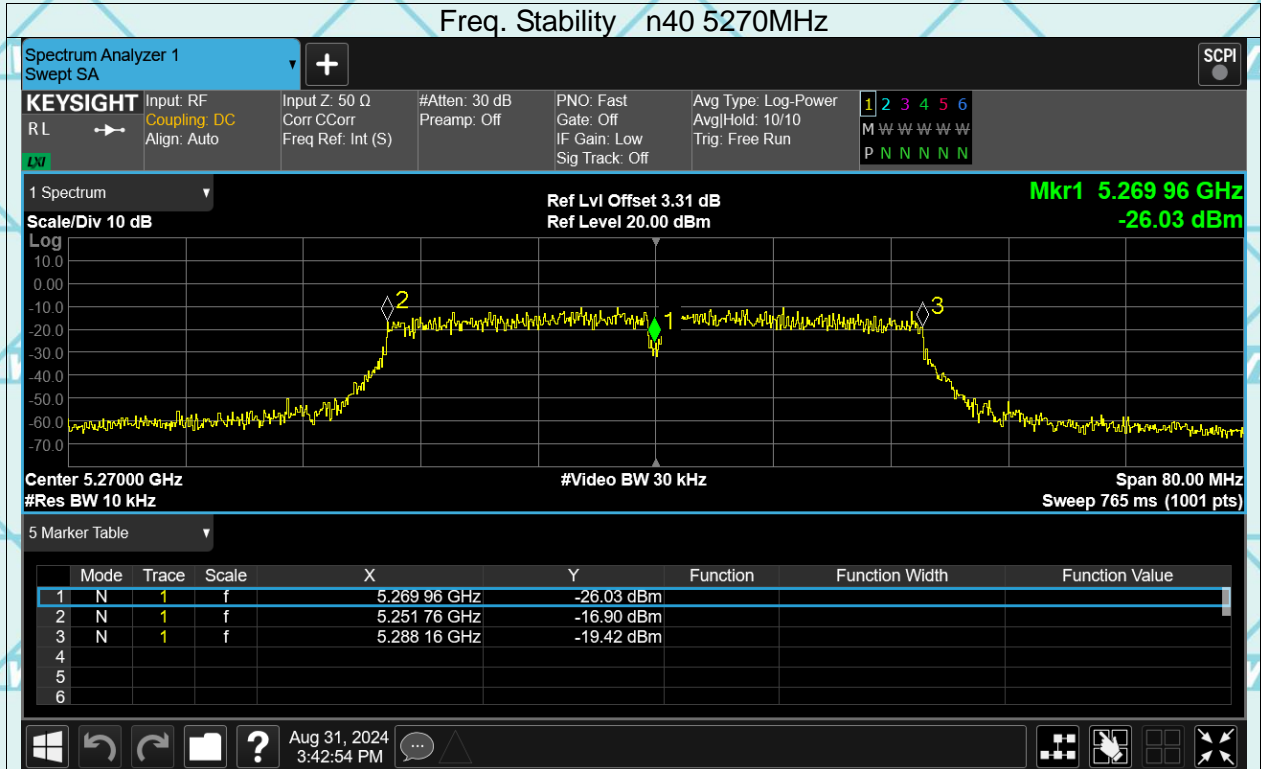 Freq. Stability n40 5270MHz
Spectrum Analyzer 1
Swept SA
+
SCPI
KEYSIGHT
RL
LXI
Input: RF
Coupling: DC
Align: Auto
Input Z: 50 Ω
Corr CCorr
Freq Ref: Int (S)
#Atten: 30 dB
Preamp: Off
PNO: Fast
Gate: Off
IF Gain: Low
Sig Track: Off
Avg Type: Log-Power
Avg|Hold: 10/10
Trig: Free Run
1 2 3 4 5 6
M W W W W W W
P N N N N N N
1 Spectrum
Scale/Div 10 dB
Ref Lvl Offset 3.31 dB
Ref Level 20.00 dBm
Mkr1 5.269 96 GHz
-26.03 dBm
Log
10.0
0.00
-10.0
-20.0
-30.0
-40.0
-50.0
-60.0
-70.0
2
1
3
Center 5.27000 GHz
#Res BW 10 kHz
#Video BW 30 kHz
Span 80.00 MHz
Sweep 765 ms (1001 pts)
5 Marker Table
Mode Trace Scale X Y Function Function Width Function Value
1 N 1 f 5.269 96 GHz -26.03 dBm
2 N 1 f 5.251 76 GHz -16.90 dBm
3 N 1 f 5.288 16 GHz -19.42 dBm
4
5
6
?
Aug 31, 2024
3:42:54 PM